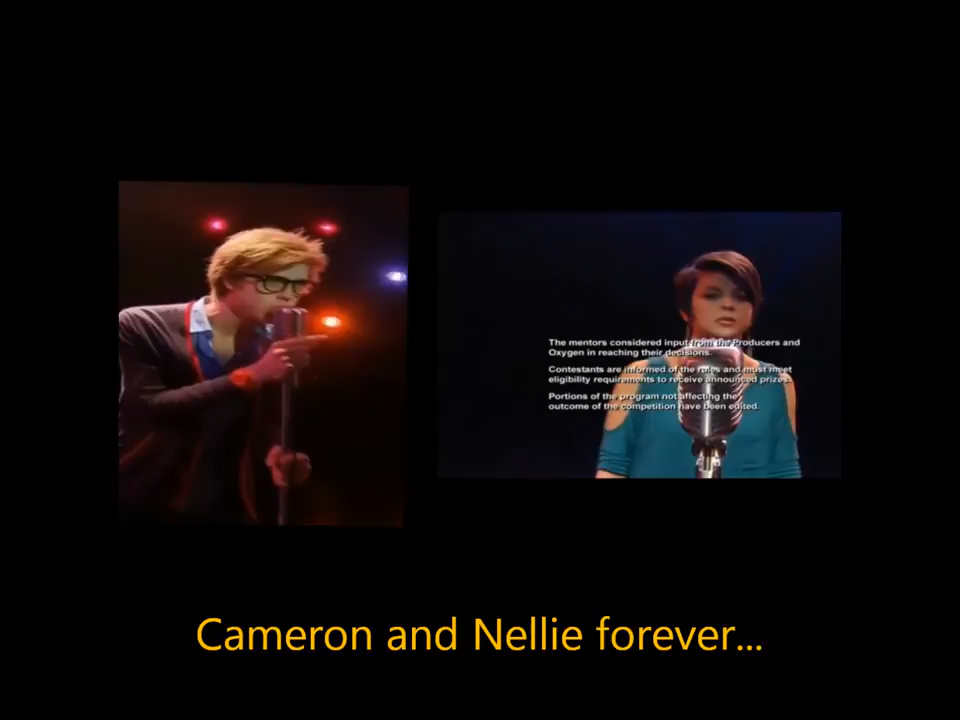 The mentors considered input from the Producers and
Oxygen in reaching their decisions.
Contestants are informed of the rules and must meet
eligibility requirements to receive announced prizes.
Portions of the program not affecting the
outcome of the competition have been edited.
Cameron and Nellie forever...